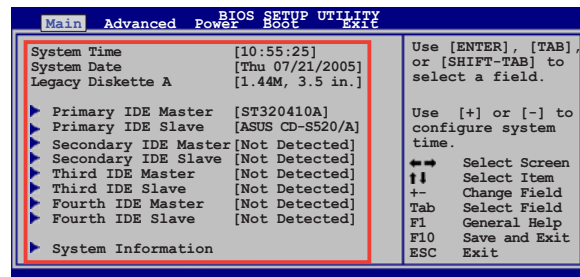 BIOS SETUP UTILITY
Main Advanced Power Boot Exit
System Time [10:55:25]
System Date [Thu 07/21/2005]
Legacy Diskette A [1.44M, 3.5 in.]
Primary IDE Master [ST320410A]
Primary IDE Slave [ASUS CD-S520/A]
Secondary IDE Master [Not Detected]
Secondary IDE Slave [Not Detected]
Third IDE Master [Not Detected]
Third IDE Slave [Not Detected]
Fourth IDE Master [Not Detected]
Fourth IDE Slave [Not Detected]
System Information
Use [ENTER], [TAB],
or [SHIFT-TAB] to
select a field.
Use [+] or [-] to
configure system
time.
Select Screen
Select Item
+- Change Field
Tab Select Field
F1 General Help
F10 Save and Exit
ESC Exit